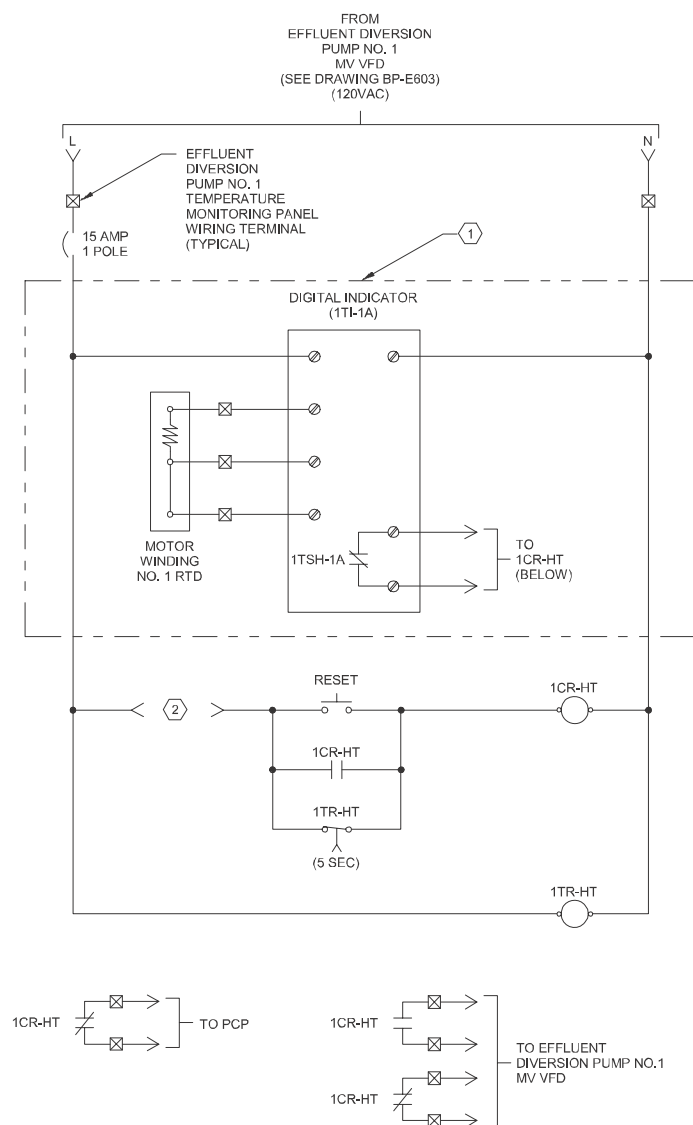 FROM
EFFLUENT DIVERSION
PUMP NO. 1
MV VFD
(SEE DRAWING BP-E603)
(120VAC)
L
N
EFFLUENT
DIVERSION
PUMP NO. 1
TEMPERATURE
MONITORING PANEL
WIRING TERMINAL
(TYPICAL)
15 AMP
1 POLE
1
DIGITAL INDICATOR
(1TI-1A)
MOTOR
WINDING
NO. 1 RTD
1TSH-1A
TO
1CR-HT
(BELOW)
2
RESET
1CR-HT
1CR-HT
1TR-HT
(5 SEC)
1TR-HT
1CR-HT
TO PCP
1CR-HT
1CR-HT
TO EFFLUENT
DIVERSION PUMP NO.1
MV VFD